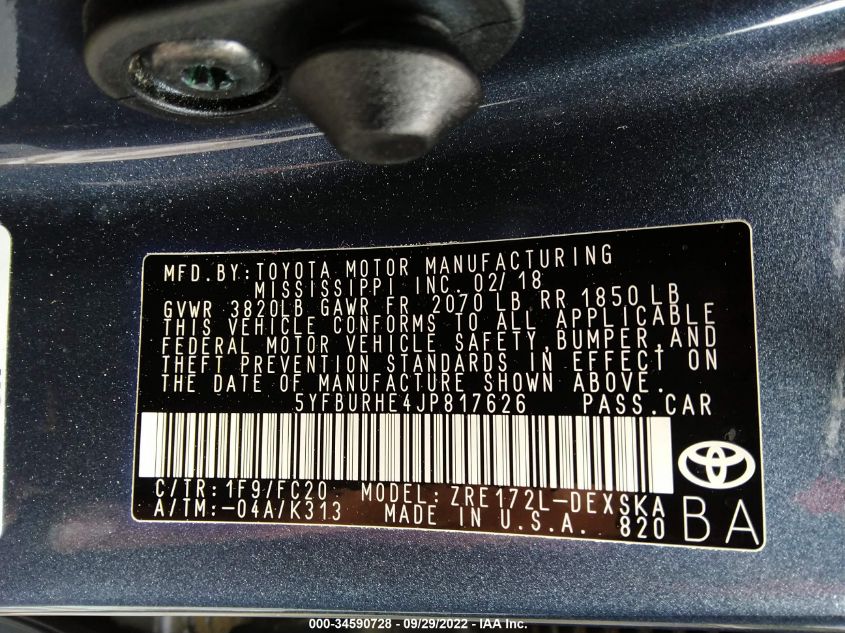 MFD.BY:TOYOTA MOTOR MANUFACTURING
MISSISSIPPI INC. 02/18
GVWR 3820LB GAWR FR 2070 LB RR 1850 LB
THIS VEHICLE CONFORMS TO ALL APPLICABLE
FEDERAL MOTOR VEHICLE SAFETY,BUMPER,AND
THEFT PREVENTION STANDARDS IN EFFECT ON
THE DATE OF MANUFACTURE SHOWN ABOVE.
5YFBURHE4JP817626 PASS.CAR
C/TR:1F9/FC20 MODEL:ZRE172L-DEXSKA
A/TM:-04A/K313 MADE IN U.S.A. 820
BA
000-34590728 - 09/29/2022 - IAA Inc.